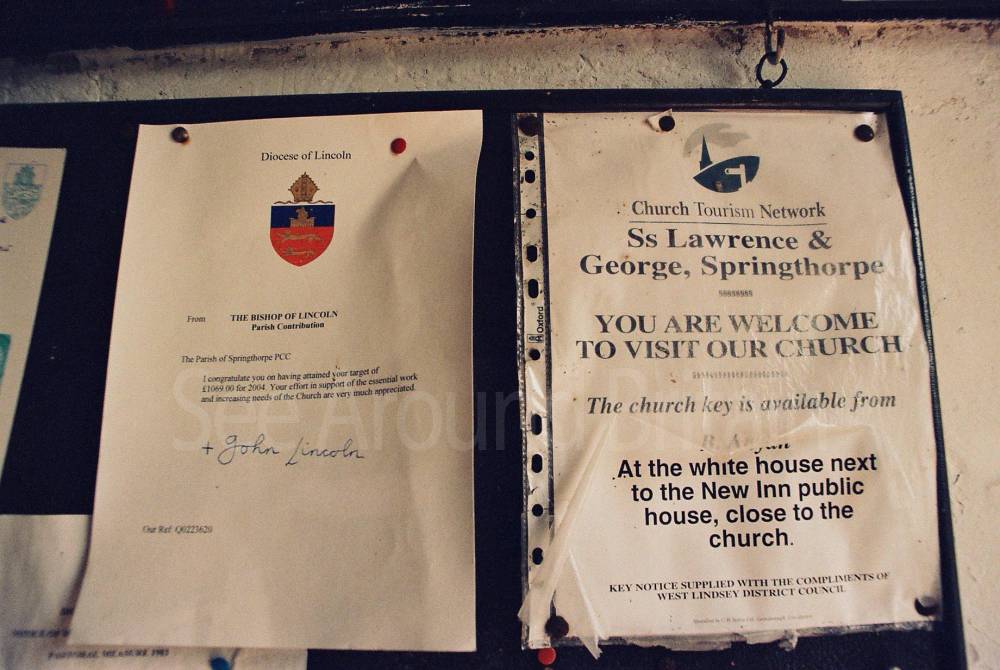 Diocese of Lincoln
From THE BISHOP OF LINCOLN
Parish Contribution
The Parish of Springthorpe PCC
I congratulate you on having attained your target of
£1069.00 for 2004. Your effort in support of the essential work
and increasing needs of the Church are very much appreciated.
+ John Lincoln
Our Ref: Q0223620
Oxford
Church Tourism Network
Ss Lawrence &
George, Springthorpe
YOU ARE WELCOME
TO VISIT OUR CHURCH
The church key is available from
At the white house next
to the New Inn public
house, close to the
church.
KEY NOTICE SUPPLIED WITH THE COMPLIMENTS OF
WEST LINDSEY DISTRICT COUNCIL
See Around Britain